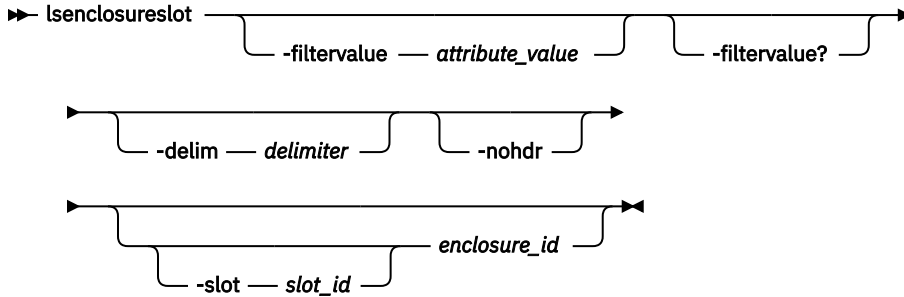 lsenclosureslot
-filtervalue attribute_value -filtervalue?
-delim delimiter -nohdr
enclosure_id
-slot slot_id